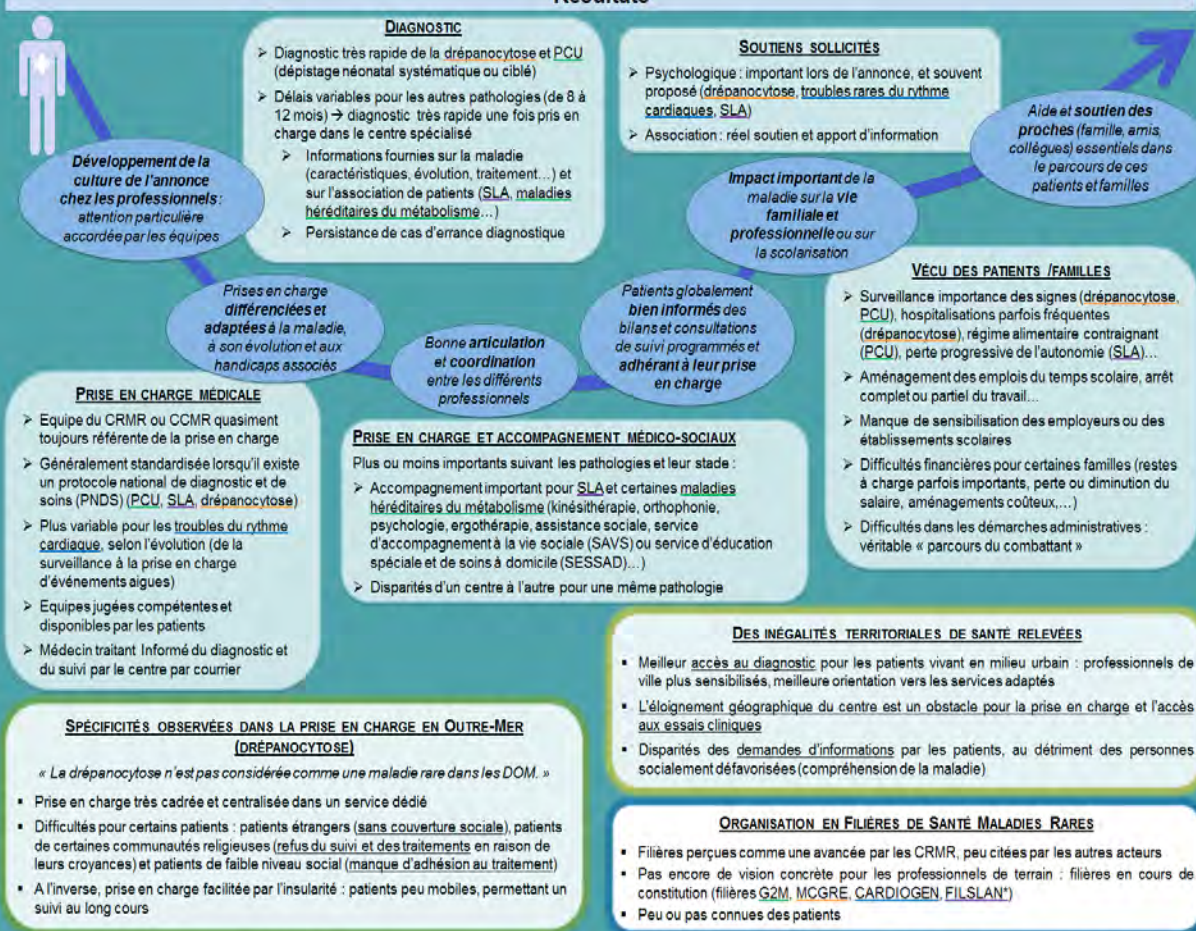 Résultats
DIAGNOSTIC
➢ Diagnostic très rapide de la drépanocytose et PCU
(dépistage néonatal systématique ou ciblé)
➢ Délais variables pour les autres pathologies (de 8 à
12 mois) → diagnostic très rapide une fois pris en
charge dans le centre spécialisé
➢ Informations fournies sur la maladie
(caractéristiques, évolution, traitement…) et
sur l'association de patients (SLA, maladies
héréditaires du métabolisme…)
➢ Persistance de cas d'errance diagnostique
SOUTIENS SOLLICITÉS
➢ Psychologique : important lors de l'annonce, et souvent
proposé (drépanocytose, troubles rares du rythme
cardiaques, SLA)
➢ Association : réel soutien et apport d'information
Développement de la
culture de l'annonce
chez les professionnels :
attention particulière
accordée par les équipes
Prises en charge
différenciées et
adaptées à la maladie,
à son évolution et aux
handicaps associés
Bonne articulation
et coordination
entre les différents
professionnels
Patients globalement
bien informés des
bilans et consultations
de suivi programmés et
adhérant à leur prise
en charge
Impact important de la
maladie sur la vie
familiale et
professionnelle ou sur
la scolarisation
Aide et soutien des
proches (famille, amis,
collègues) essentiels dans
le parcours de ces
patients et familles
PRISE EN CHARGE MÉDICALE
➢ Equipe du CRMR ou CCMR quasiment
toujours référente de la prise en charge
➢ Généralement standardisée lorsqu'il existe
un protocole national de diagnostic et de
soins (PNDS) (PCU, SLA, drépanocytose)
➢ Plus variable pour les troubles du rythme
cardiaque, selon l'évolution (de la
surveillance à la prise en charge
d'événements aigues)
➢ Equipes jugées compétentes et
disponibles par les patients
➢ Médecin traitant Informé du diagnostic et
du suivi par le centre par courrier
PRISE EN CHARGE ET ACCOMPAGNEMENT MÉDICO-SOCIAUX
Plus ou moins importants suivant les pathologies et leur stade :
➢ Accompagnement important pour SLA et certaines maladies
héréditaires du métabolisme (kinésithérapie, orthophonie,
psychologie, ergothérapie, assistance sociale, service
d'accompagnement à la vie sociale (SAVS) ou service d'éducation
spéciale et de soins à domicile (SESSAD)…)
➢ Disparités d'un centre à l'autre pour une même pathologie
VÉCU DES PATIENTS /FAMILLES
➢ Surveillance importance des signes (drépanocytose,
PCU), hospitalisations parfois fréquentes
(drépanocytose), régime alimentaire contraignant
(PCU), perte progressive de l'autonomie (SLA)…
➢ Aménagement des emplois du temps scolaire, arrêt
complet ou partiel du travail…
➢ Manque de sensibilisation des employeurs ou des
établissements scolaires
➢ Difficultés financières pour certaines familles (restes
à charge parfois importants, perte ou diminution du
salaire, aménagements coûteux,…)
➢ Difficultés dans les démarches administratives :
véritable « parcours du combattant »
SPÉCIFICITÉS OBSERVÉES DANS LA PRISE EN CHARGE EN OUTRE-MER
(DRÉPANOCYTOSE)
« La drépanocytose n'est pas considérée comme une maladie rare dans les DOM. »
▪ Prise en charge très cadrée et centralisée dans un service dédié
▪ Difficultés pour certains patients : patients étrangers (sans couverture sociale), patients
de certaines communautés religieuses (refus du suivi et des traitements en raison de
leurs croyances) et patients de faible niveau social (manque d'adhésion au traitement)
▪ A l'inverse, prise en charge facilitée par l'insularité : patients peu mobiles, permettant un
suivi au long cours
DES INÉGALITÉS TERRITORIALES DE SANTÉ RELEVÉES
▪ Meilleur accès au diagnostic pour les patients vivant en milieu urbain : professionnels de
ville plus sensibilisés, meilleure orientation vers les services adaptés
▪ L'éloignement géographique du centre est un obstacle pour la prise en charge et l'accès
aux essais cliniques
▪ Disparités des demandes d'informations par les patients, au détriment des personnes
socialement défavorisées (compréhension de la maladie)
ORGANISATION EN FILIÈRES DE SANTÉ MALADIES RARES
▪ Filières perçues comme une avancée par les CRMR, peu citées par les autres acteurs
▪ Pas encore de vision concrète pour les professionnels de terrain : filières en cours de
constitution (filières G2M, MCGRE, CARDIOGEN, FILSLAN*)
▪ Peu ou pas connues des patients